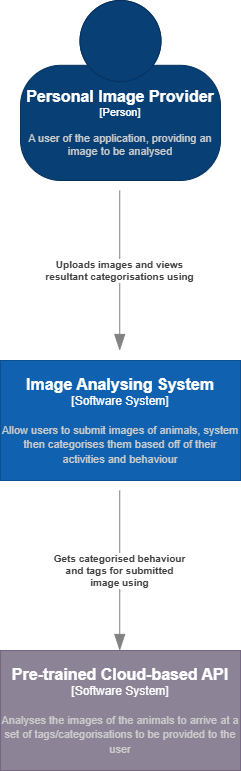 Personal Image Provider
[Person]
A user of the application, providing an
image to be analysed
Uploads images and views
resultant categorisations using
Image Analysing System
[Software System]
Allow users to submit images of animals, system
then categorises them based off of their
activities and behaviour
Gets categorised behaviour
and tags for submitted
image using
Pre-trained Cloud-based API
[Software System]
Analyses the images of the animals to arrive at a
set of tags/categorisations to be provided to the
user